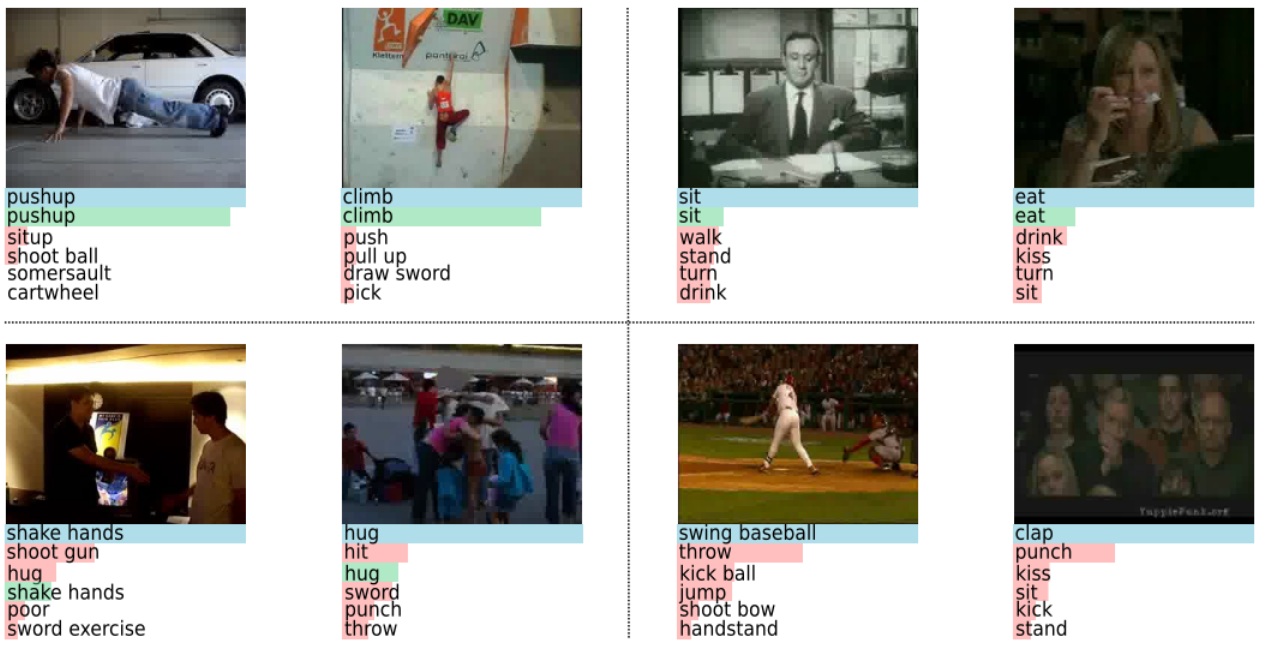 DAV
Klettern
pushup
pushup
situp
shoot ball
somersault
cartwheel
climb
climb
push
pull up
draw sword
pick
sit
sit
walk
stand
turn
drink
eat
eat
drink
kiss
turn
sit
shake hands
shoot gun
hug
shake hands
poor
sword exercise
hug
hit
hug
sword
punch
throw
swing baseball
throw
kick ball
jump
shoot bow
handstand
YuppiePunk.org
clap
punch
kiss
sit
kick
stand